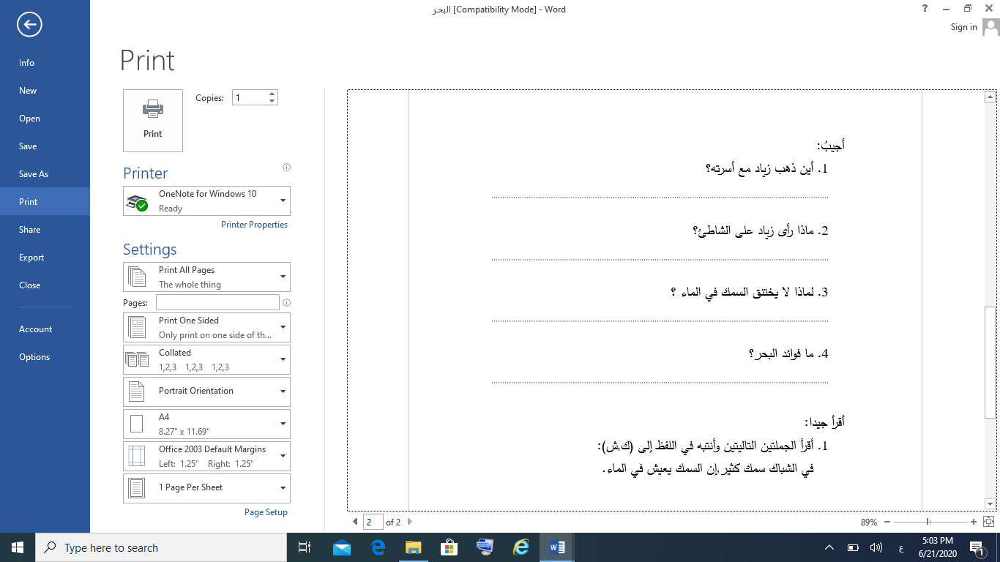 البحر [Compatibility Mode] - Word
?
Sign in
Info
New
Open
Save
Save As
Print
Share
Export
Close
Account
Options
Print
Print
Copies: 1
Printer
OneNote for Windows 10
Ready
Printer Properties
Settings
Print All Pages
The whole thing
Pages:
Print One Sided
Only print on one side of th...
Collated
1,2,3 1,2,3 1,2,3
Portrait Orientation
A4
8.27" x 11.69"
Office 2003 Default Margins
Left: 1.25" Right: 1.25"
1 Page Per Sheet
Page Setup
أجيبُ:
1. أين ذهب زياد مع أسرته؟
2. ماذا رأى زياد على الشاطئ؟
3. لماذا لا يختنق السمك في الماء ؟
4. ما فوائد البحر؟
أقرأ جيدا:
1. أقرأ الجملتين التاليتين وأنتبه في اللفظ إلى (ك,ش):
في الشباك سمك كثير,إن السمك يعيش في الماء.
2 of 2
89%
Type here to search
ع
5:03 PM
6/21/2020
1